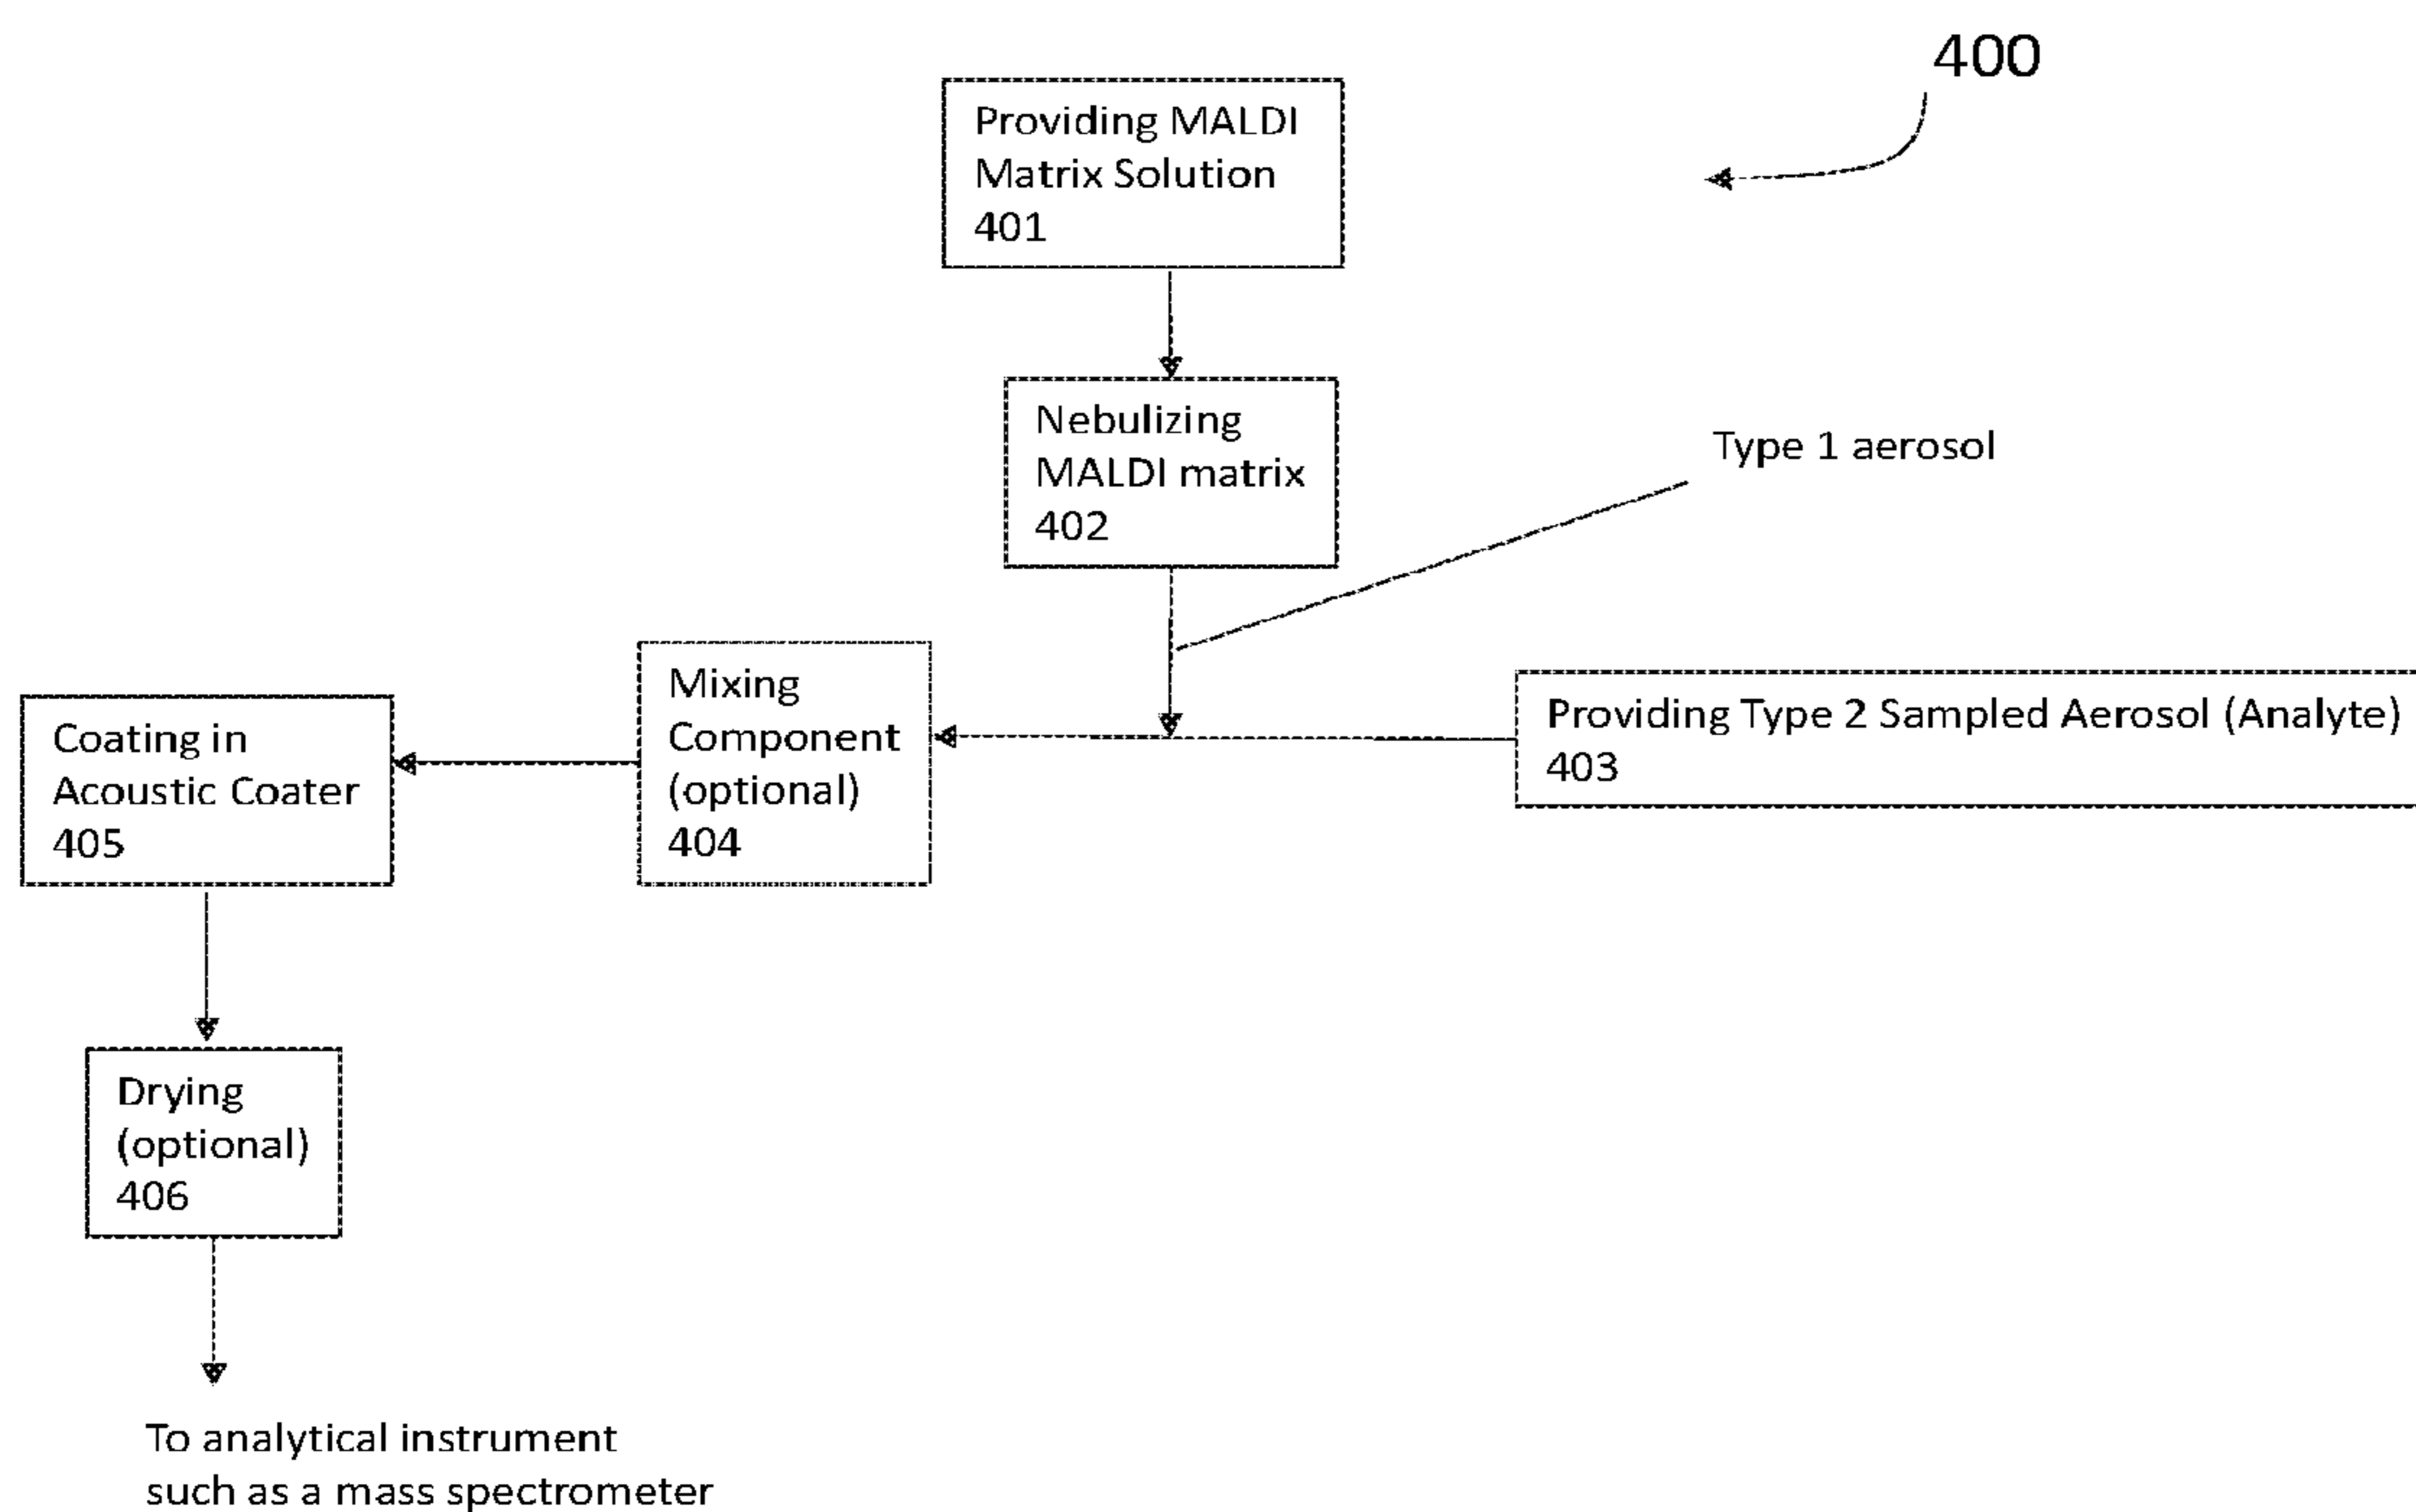 400
Providing MALDI
Matrix Solution
401
Nebulizing
MALDI matrix
402
Type 1 aerosol
Mixing
Component
(optional)
404
Providing Type 2 Sampled Aerosol (Analyte)
403
Coating in
Acoustic Coater
405
Drying
(optional)
406
To analytical instrument
such as a mass spectrometer